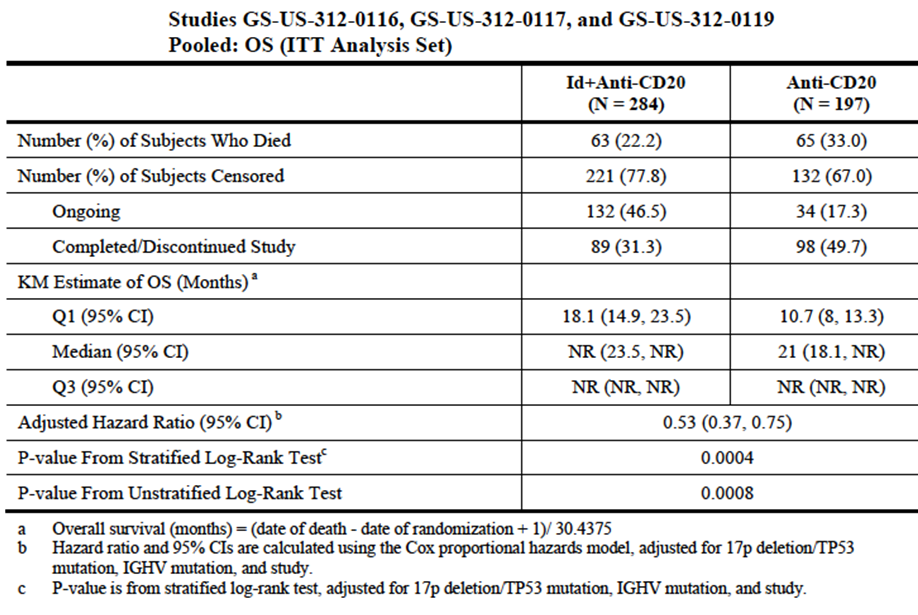 Studies GS-US-312-0116, GS-US-312-0117, and GS-US-312-0119
Pooled: OS (ITT Analysis Set)
Id+Anti-CD20 Anti-CD20
(N = 284) (N = 197)
Number (%) of Subjects Who Died 63 (22.2) 65 (33.0)
Number (%) of Subjects Censored 221 (77.8) 132 (67.0)
Ongoing 132 (46.5) 34 (17.3)
Completed/Discontinued Study 89 (31.3) 98 (49.7)
KM Estimate of OS (Months) a
Q1 (95% CI) 18.1 (14.9, 23.5) 10.7 (8, 13.3)
Median (95% CI) NR (23.5, NR) 21 (18.1, NR)
Q3 (95% CI) NR (NR, NR) NR (NR, NR)
Adjusted Hazard Ratio (95% CI) b 0.53 (0.37, 0.75)
P-value From Stratified Log-Rank Test c 0.0004
P-value From Unstratified Log-Rank Test 0.0008
a Overall survival (months) = (date of death - date of randomization + 1)/ 30.4375
b Hazard ratio and 95% CIs are calculated using the Cox proportional hazards model, adjusted for 17p deletion/TP53
mutation, IGHV mutation, and study.
c P-value is from stratified log-rank test, adjusted for 17p deletion/TP53 mutation, IGHV mutation, and study.